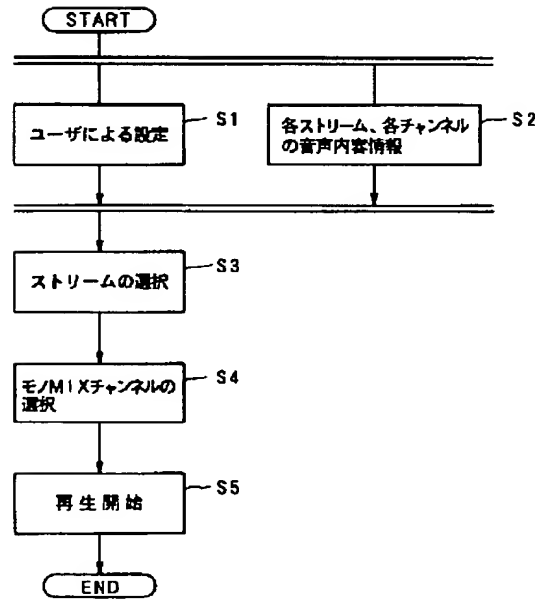 START
ユーザによる設定
S1
各ストリーム、各チャンネル
の音声内容情報
S2
ストリームの選択
S3
モノMIXチャンネルの
選択
S4
再生開始
S5
END